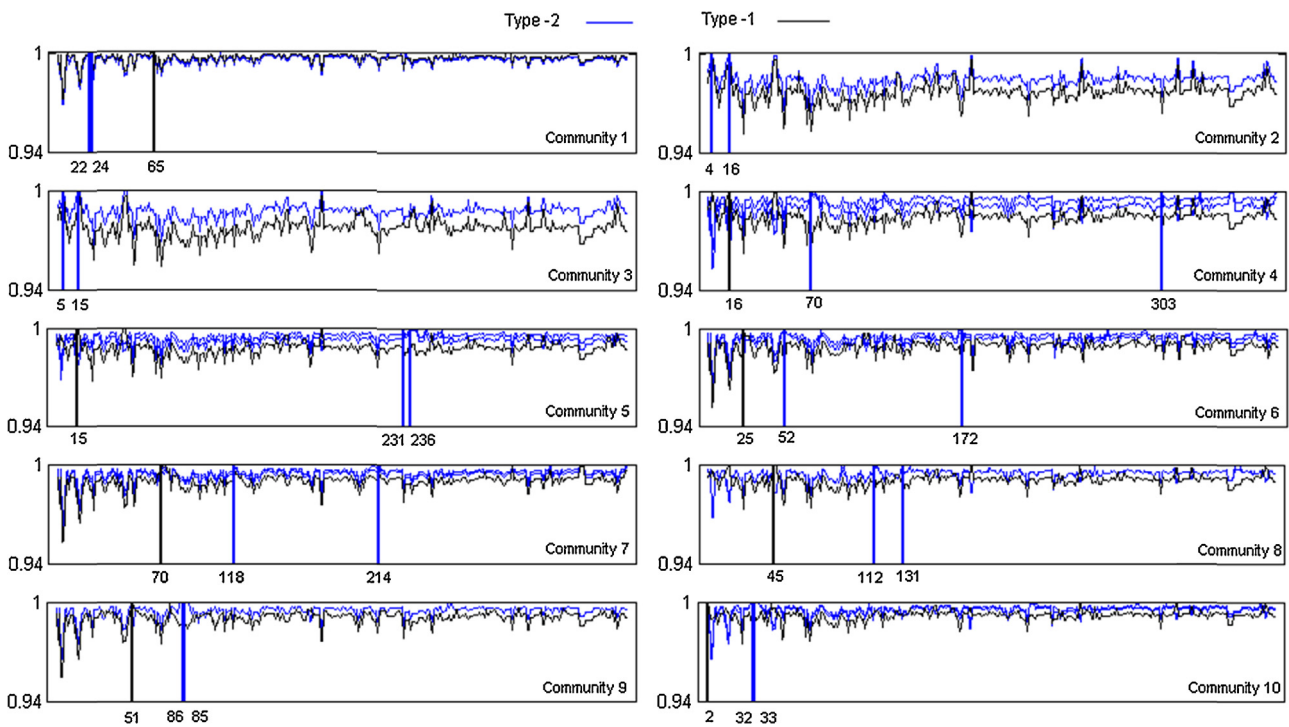 Type -2 Type -1
1
Community 1
0.94
22 24 65
1
Community 2
0.94
4 16
1
Community 3
0.94
5 15
1
Community 4
0.94
16 70 303
1
Community 5
0.94
15 231 236
1
Community 6
0.94
25 52 172
1
Community 7
0.94
70 118 214
1
Community 8
0.94
45 112 131
1
Community 9
0.94
51 86 85
1
Community 10
0.94
2 32 33